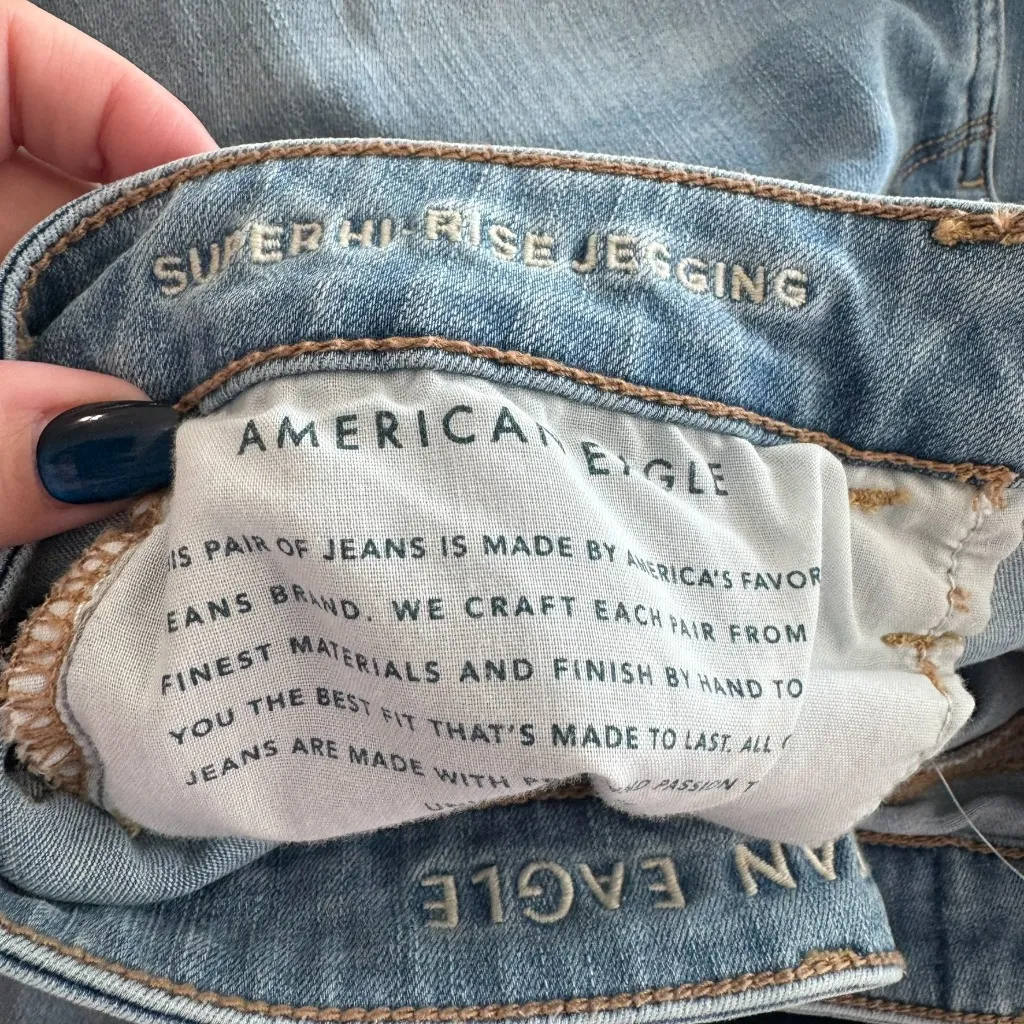 SUPER HI-RISE JEGGING
AMERICAN EAGLE
IS PAIR OF JEANS IS MADE BY AMERICA'S FAVOR
EANS BRAND. WE CRAFT EACH PAIR FROM
FINEST MATERIALS AND FINISH BY HAND TO
YOU THE BEST FIT THAT'S MADE TO LAST. ALL
JEANS ARE MADE WITH AND PASSION T
AN EAGLE